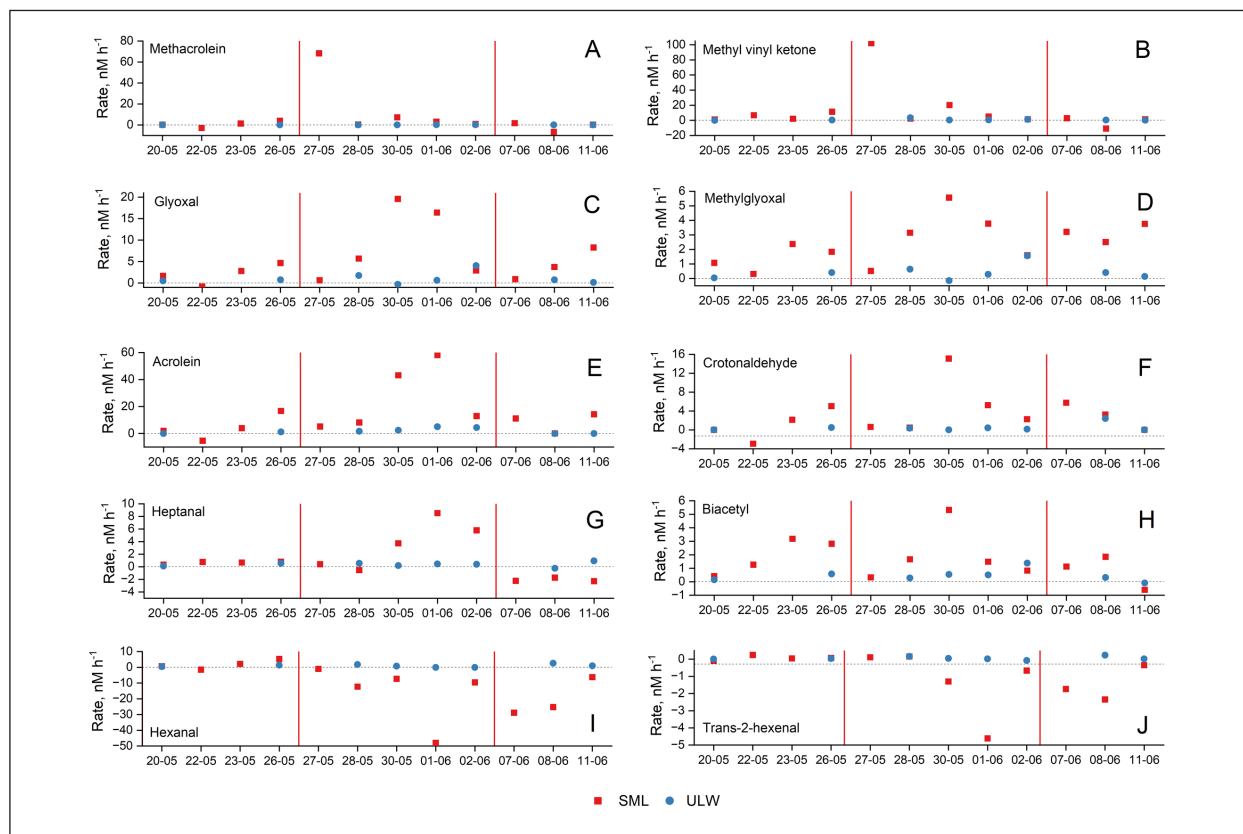 Methacrolein
A
Rate, nM h-1
80
60
40
20
0
20-05 22-05 23-05 26-05 27-05 28-05 30-05 01-06 02-06 07-06 08-06 11-06
Methyl vinyl ketone
B
Rate, nM h-1
100
80
60
40
20
0
−20
20-05 22-05 23-05 26-05 27-05 28-05 30-05 01-06 02-06 07-06 08-06 11-06
Glyoxal
C
Rate, nM h-1
20
15
10
5
0
20-05 22-05 23-05 26-05 27-05 28-05 30-05 01-06 02-06 07-06 08-06 11-06
Methylglyoxal
D
Rate, nM h-1
6
5
4
3
2
1
0
20-05 22-05 23-05 26-05 27-05 28-05 30-05 01-06 02-06 07-06 08-06 11-06
Acrolein
E
Rate, nM h-1
60
40
20
0
20-05 22-05 23-05 26-05 27-05 28-05 30-05 01-06 02-06 07-06 08-06 11-06
Crotonaldehyde
F
Rate, nM h-1
16
12
8
4
0
−4
20-05 22-05 23-05 26-05 27-05 28-05 30-05 01-06 02-06 07-06 08-06 11-06
Heptanal
G
Rate, nM h-1
10
8
6
4
2
0
−2
−4
20-05 22-05 23-05 26-05 27-05 28-05 30-05 01-06 02-06 07-06 08-06 11-06
Biacetyl
H
Rate, nM h-1
6
5
4
3
2
1
0
−1
20-05 22-05 23-05 26-05 27-05 28-05 30-05 01-06 02-06 07-06 08-06 11-06
Hexanal
I
Rate, nM h-1
10
0
−10
−20
−30
−40
−50
20-05 22-05 23-05 26-05 27-05 28-05 30-05 01-06 02-06 07-06 08-06 11-06
Trans-2-hexenal
J
Rate, nM h-1
0
−1
−2
−3
−4
−5
20-05 22-05 23-05 26-05 27-05 28-05 30-05 01-06 02-06 07-06 08-06 11-06
SML ULW